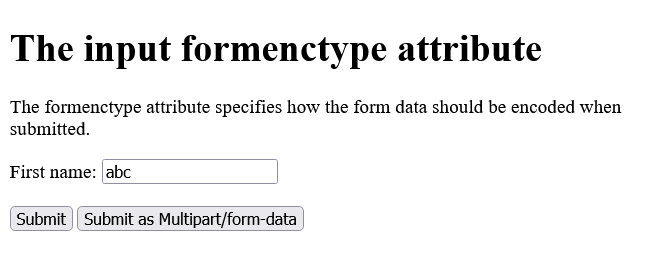 The input formenctype attribute
The formenctype attribute specifies how the form data should be encoded when
submitted.
First name: abc
Submit Submit as Multipart/form-data